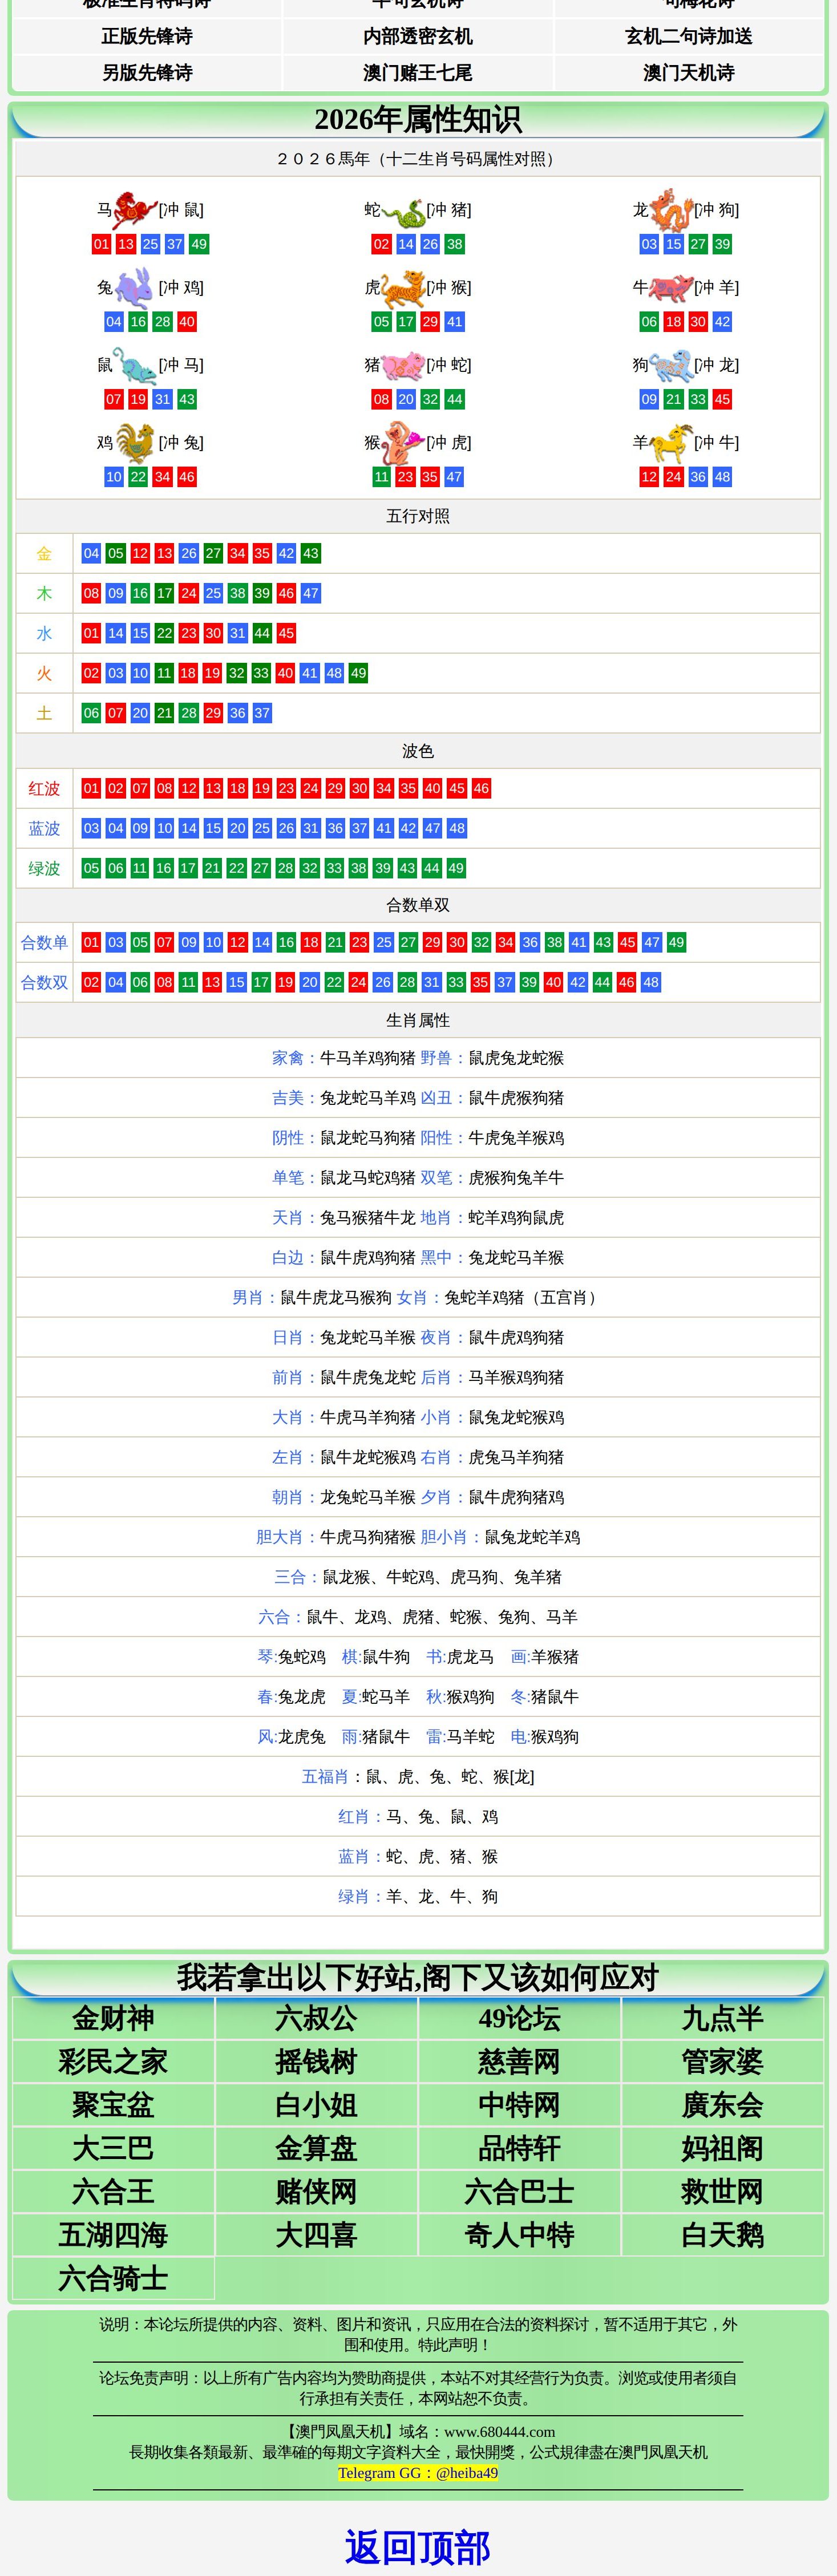 极准生肖特码诗 半句玄机诗 句梅花诗
正版先锋诗 内部透密玄机 玄机二句诗加送
另版先锋诗 澳门赌王七尾 澳门天机诗
2026年属性知识
２０２６馬年（十二生肖号码属性对照）
马[冲 鼠] 蛇[冲 猪] 龙[冲 狗]
01 13 25 37 49 02 14 26 38 03 15 27 39
兔[冲 鸡] 虎[冲 猴] 牛[冲 羊]
04 16 28 40 05 17 29 41 06 18 30 42
鼠[冲 马] 猪[冲 蛇] 狗[冲 龙]
07 19 31 43 08 20 32 44 09 21 33 45
鸡[冲 兔] 猴[冲 虎] 羊[冲 牛]
10 22 34 46 11 23 35 47 12 24 36 48
五行对照
金 04 05 12 13 26 27 34 35 42 43
木 08 09 16 17 24 25 38 39 46 47
水 01 14 15 22 23 30 31 44 45
火 02 03 10 11 18 19 32 33 40 41 48 49
土 06 07 20 21 28 29 36 37
波色
红波 01 02 07 08 12 13 18 19 23 24 29 30 34 35 40 45 46
蓝波 03 04 09 10 14 15 20 25 26 31 36 37 41 42 47 48
绿波 05 06 11 16 17 21 22 27 28 32 33 38 39 43 44 49
合数单双
合数单 01 03 05 07 09 10 12 14 16 18 21 23 25 27 29 30 32 34 36 38 41 43 45 47 49
合数双 02 04 06 08 11 13 15 17 19 20 22 24 26 28 31 33 35 37 39 40 42 44 46 48
生肖属性
家禽：牛马羊鸡狗猪 野兽：鼠虎兔龙蛇猴
吉美：兔龙蛇马羊鸡 凶丑：鼠牛虎猴狗猪
阴性：鼠龙蛇马狗猪 阳性：牛虎兔羊猴鸡
单笔：鼠龙马蛇鸡猪 双笔：虎猴狗兔羊牛
天肖：兔马猴猪牛龙 地肖：蛇羊鸡狗鼠虎
白边：鼠牛虎鸡狗猪 黑中：兔龙蛇马羊猴
男肖：鼠牛虎龙马猴狗 女肖：兔蛇羊鸡猪（五宫肖）
日肖：兔龙蛇马羊猴 夜肖：鼠牛虎鸡狗猪
前肖：鼠牛虎兔龙蛇 后肖：马羊猴鸡狗猪
大肖：牛虎马羊狗猪 小肖：鼠兔龙蛇猴鸡
左肖：鼠牛龙蛇猴鸡 右肖：虎兔马羊狗猪
朝肖：龙兔蛇马羊猴 夕肖：鼠牛虎狗猪鸡
胆大肖：牛虎马狗猪猴 胆小肖：鼠兔龙蛇羊鸡
三合：鼠龙猴、牛蛇鸡、虎马狗、兔羊猪
六合：鼠牛、龙鸡、虎猪、蛇猴、兔狗、马羊
琴:兔蛇鸡 棋:鼠牛狗 书:虎龙马 画:羊猴猪
春:兔龙虎 夏:蛇马羊 秋:猴鸡狗 冬:猪鼠牛
风:龙虎兔 雨:猪鼠牛 雷:马羊蛇 电:猴鸡狗
五福肖：鼠、虎、兔、蛇、猴[龙]
红肖：马、兔、鼠、鸡
蓝肖：蛇、虎、猪、猴
绿肖：羊、龙、牛、狗
我若拿出以下好站,阁下又该如何应对
金财神 六叔公 49论坛 九点半
彩民之家 摇钱树 慈善网 管家婆
聚宝盆 白小姐 中特网 廣东会
大三巴 金算盘 品特轩 妈祖阁
六合王 赌侠网 六合巴士 救世网
五湖四海 大四喜 奇人中特 白天鹅
六合骑士
说明：本论坛所提供的内容、资料、图片和资讯，只应用在合法的资料探讨，暂不适用于其它，外
围和使用。特此声明！
论坛免责声明：以上所有广告内容均为赞助商提供，本站不对其经营行为负责。浏览或使用者须自
行承担有关责任，本网站恕不负责。
【澳門凤凰天机】域名：www.680444.com
長期收集各類最新、最準確的每期文字資料大全，最快開獎，公式規律盡在澳門凤凰天机
Telegram GG：@heiba49
返回顶部